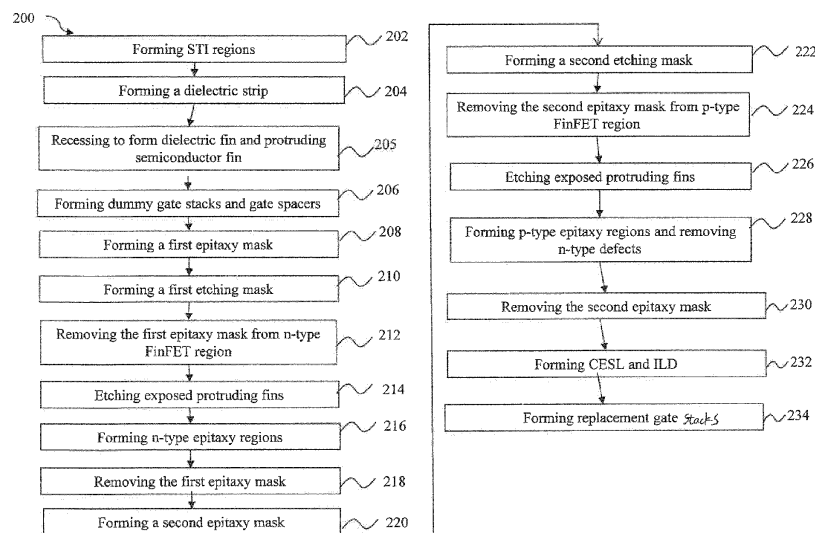 200
Forming STI regions
202
Forming a dielectric strip
204
Recessing to form dielectric fin and protruding
semiconductor fin
205
Forming dummy gate stacks and gate spacers
206
Forming a first epitaxy mask
208
Forming a first etching mask
210
Removing the first epitaxy mask from n-type
FinFET region
212
Etching exposed protruding fins
214
Forming n-type epitaxy regions
216
Removing the first epitaxy mask
218
Forming a second epitaxy mask
220
Forming a second etching mask
222
Removing the second epitaxy mask from p-type
FinFET region
224
Etching exposed protruding fins
226
Forming p-type epitaxy regions and removing
n-type defects
228
Removing the second epitaxy mask
230
Forming CESL and ILD
232
Forming replacement gate stacks
234